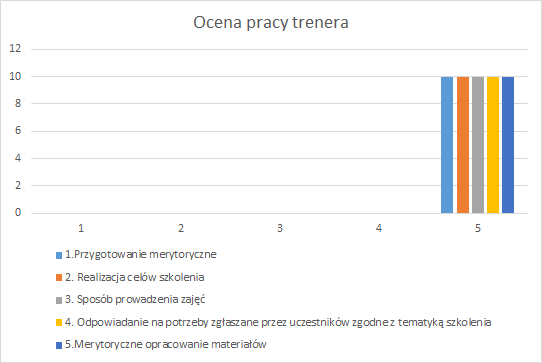 Ocena pracy trenera
12
10
8
6
4
2
0
1 2 3 4 5
1.Przygotowanie merytoryczne
2. Realizacja celów szkolenia
3. Sposób prowadzenia zajęć
4. Odpowiadanie na potrzeby zgłaszane przez uczestników zgodne z tematyką szkolenia
5.Merytoryczne opracowanie materiałów